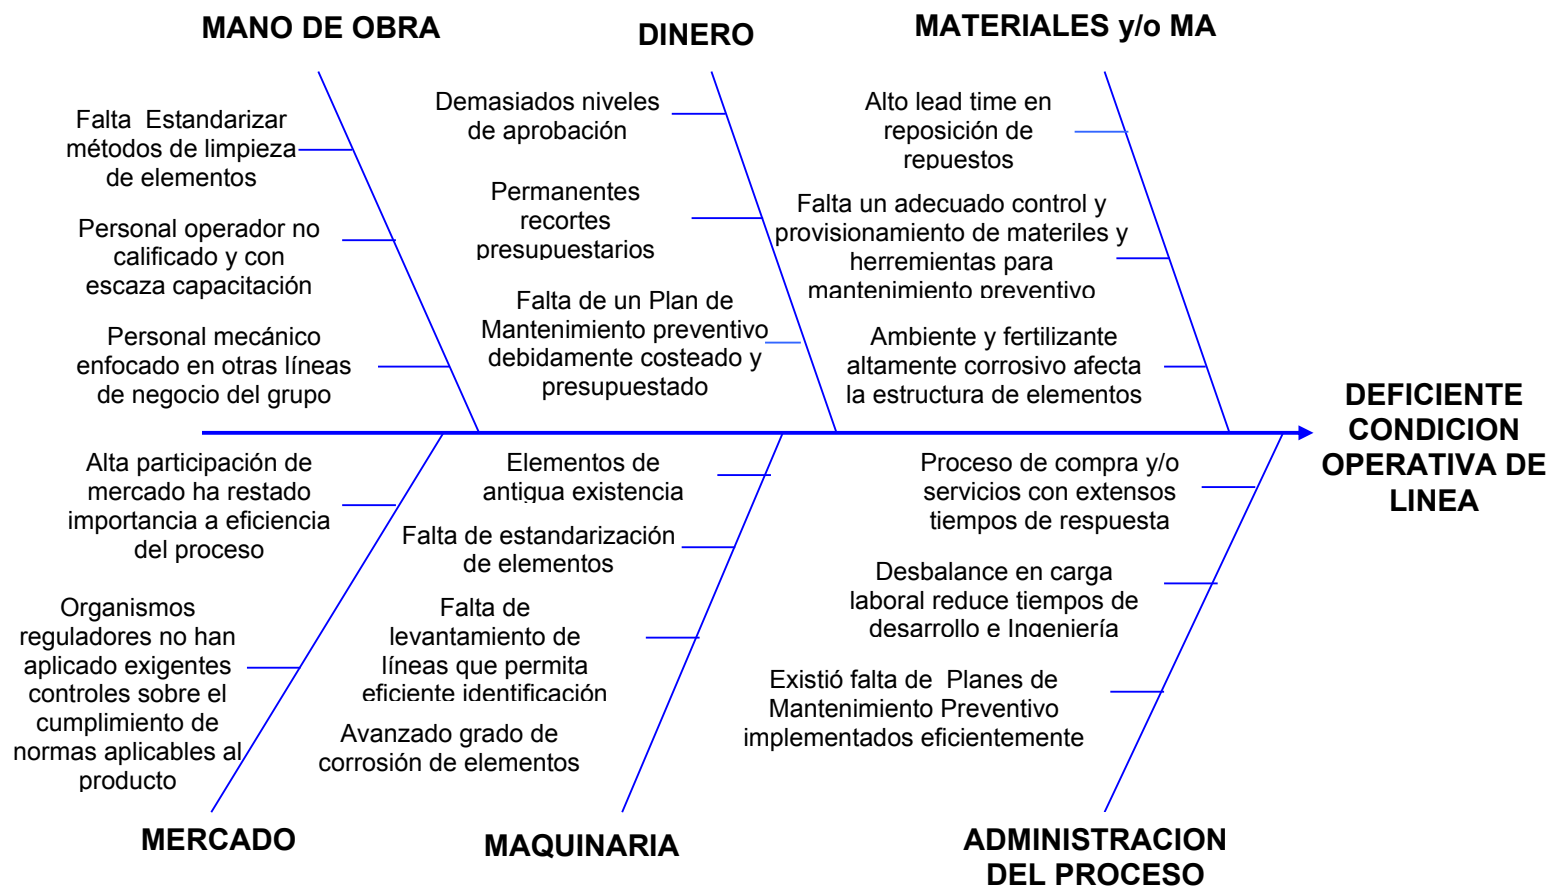 MANO DE OBRA
DINERO
MATERIALES y/o MA
Falta Estandarizar
métodos de limpieza
de elementos
Personal operador no
calificado y con
escaza capacitación
Personal mecánico
enfocado en otras líneas
de negocio del grupo
Demasiados niveles
de aprobación
Permanentes
recortes
presupuestarios
Falta de un Plan de
Mantenimiento preventivo
debidamente costeado y
presupuestado
Alto lead time en
reposición de
repuestos
Falta un adecuado control y
provisionamiento de materiles y
herremientas para
mantenimiento preventivo
Ambiente y fertilizante
altamente corrosivo afecta
la estructura de elementos
DEFICIENTE
CONDICION
OPERATIVA DE
LINEA
Alta participación de
mercado ha restado
importancia a eficiencia
del proceso
Organismos
reguladores no han
aplicado exigentes
controles sobre el
cumplimiento de
normas aplicables al
producto
Elementos de
antigua existencia
Falta de estandarización
de elementos
Falta de
levantamiento de
líneas que permita
eficiente identificación
Avanzado grado de
corrosión de elementos
Proceso de compra y/o
servicios con extensos
tiempos de respuesta
Desbalance en carga
laboral reduce tiempos de
desarrollo e Ingeniería
Existió falta de Planes de
Mantenimiento Preventivo
implementados eficientemente
MERCADO
MAQUINARIA
ADMINISTRACION
DEL PROCESO